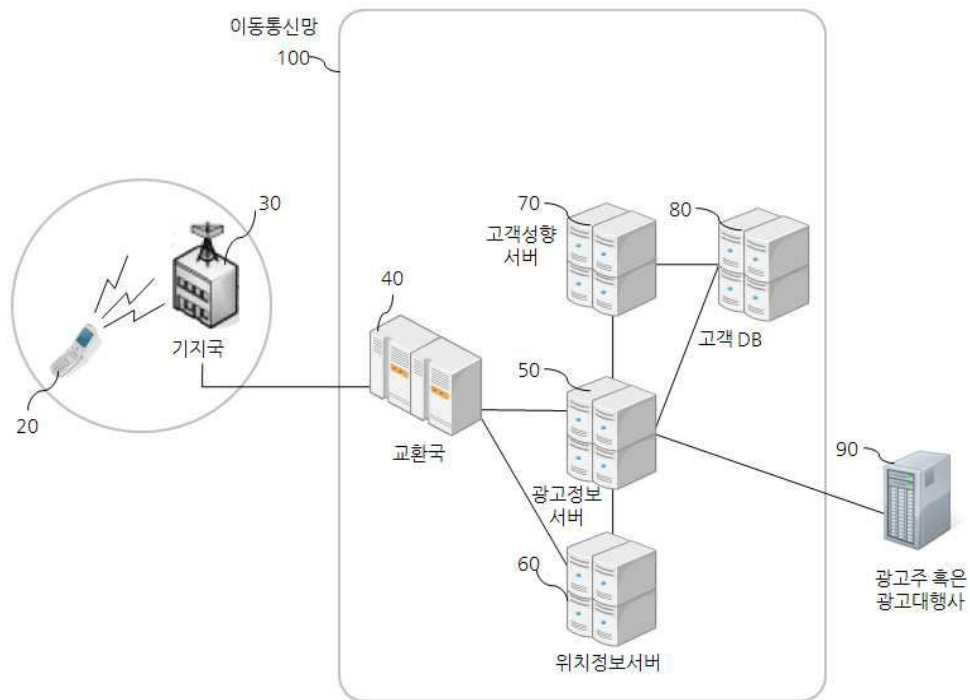 이동통신망
100
30
기지국
20
40
교환국
70
고객성향
서버
80
고객 DB
50
광고정보
서버
60
위치정보서버
90
광고주 혹은
광고대행사